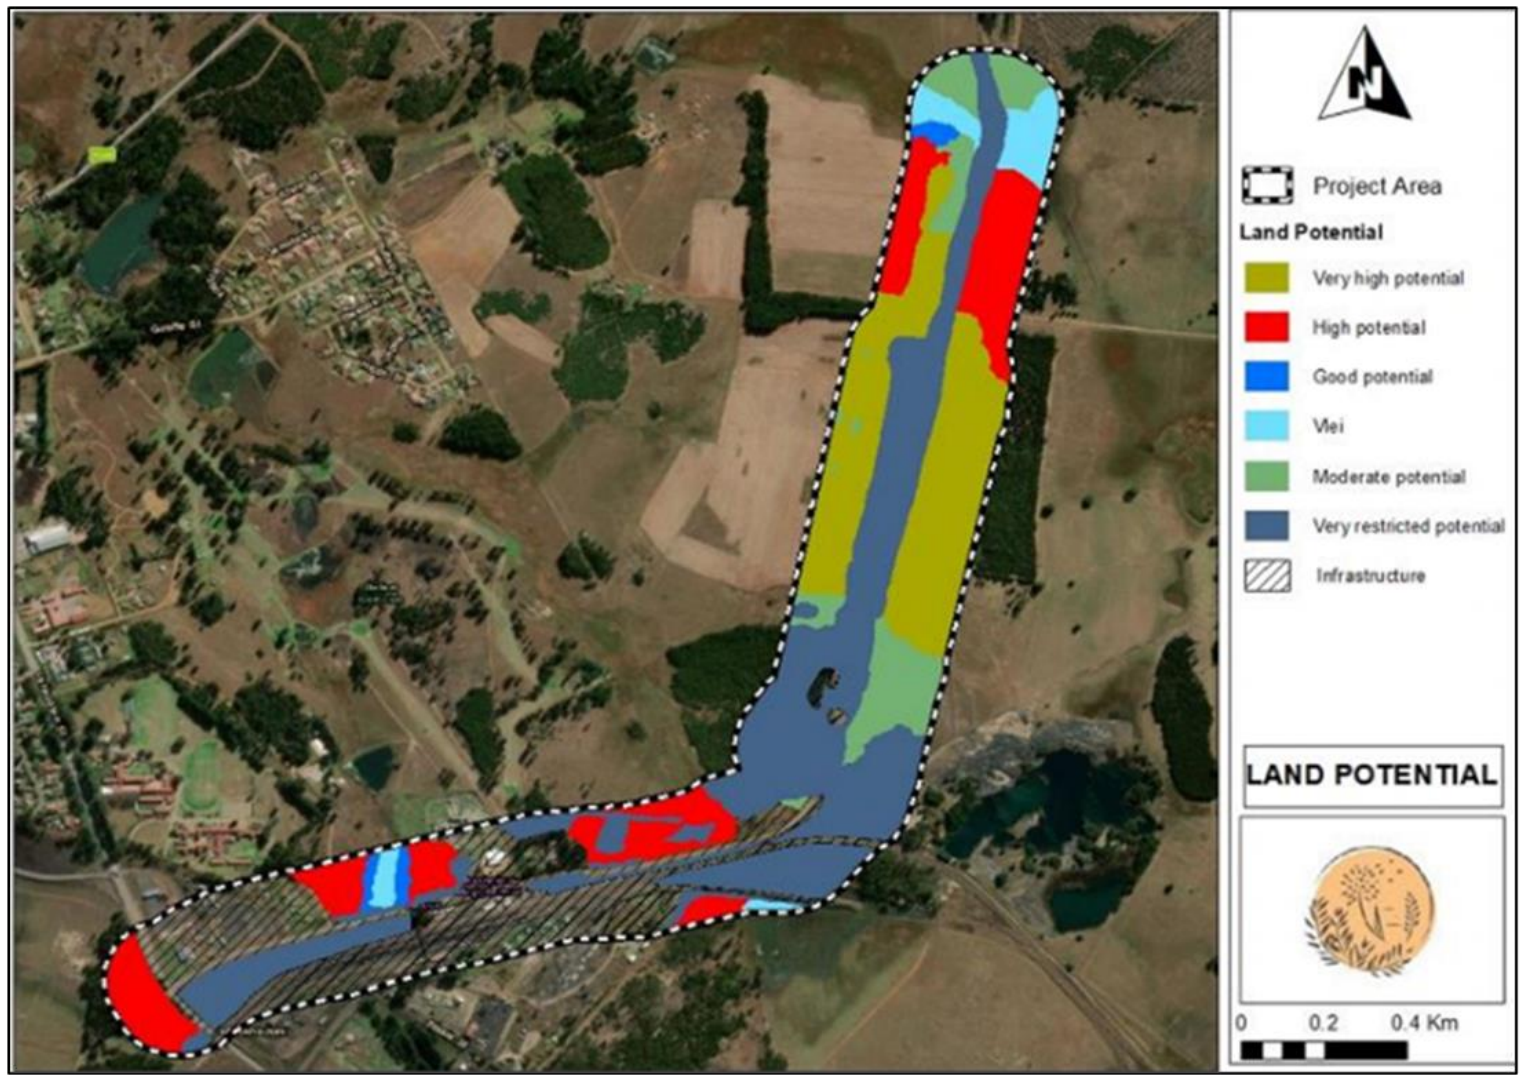 N
Project Area
Land Potential
Very high potential
High potential
Good potential
Vlei
Moderate potential
Very restricted potential
Infrastructure
LAND POTENTIAL
0 0.2 0.4 Km